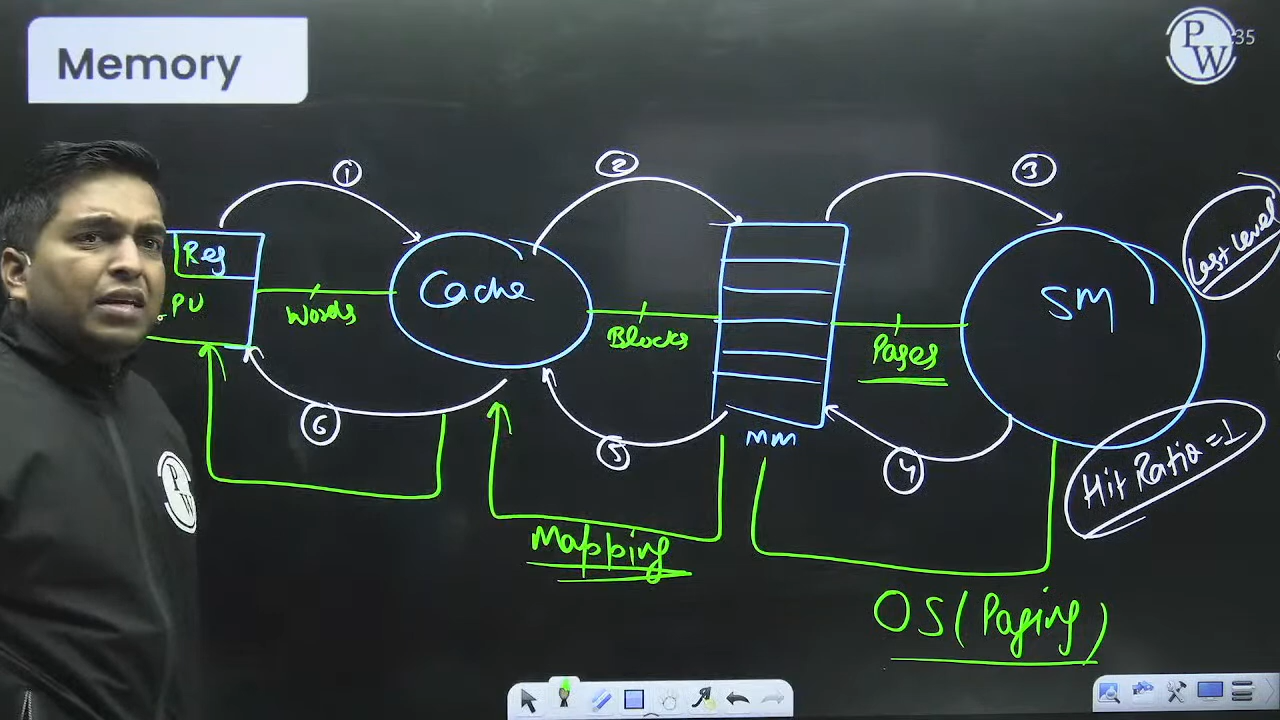 Memory
PW
35
①
②
③
Reg
PU
Words
Cache
Blocks
Pages
SM
Last Level
⑥
⑤
MM
④
Hit Ratio = 1
PW
Mapping
OS (Paging)